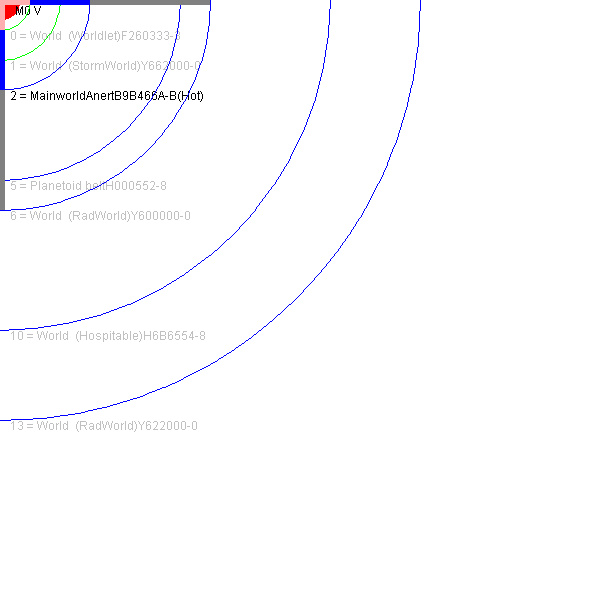 M0 V
0 = World (Worldlet)F260333-3
1 = World (StormWorld)Y663000-0
2 = MainworldAnertB9B466A-B(Hot)
5 = Planetoid beltH000552-8
6 = World (RadWorld)Y600000-0
10 = World (Hospitable)H6B6554-8
13 = World (RadWorld)Y622000-0